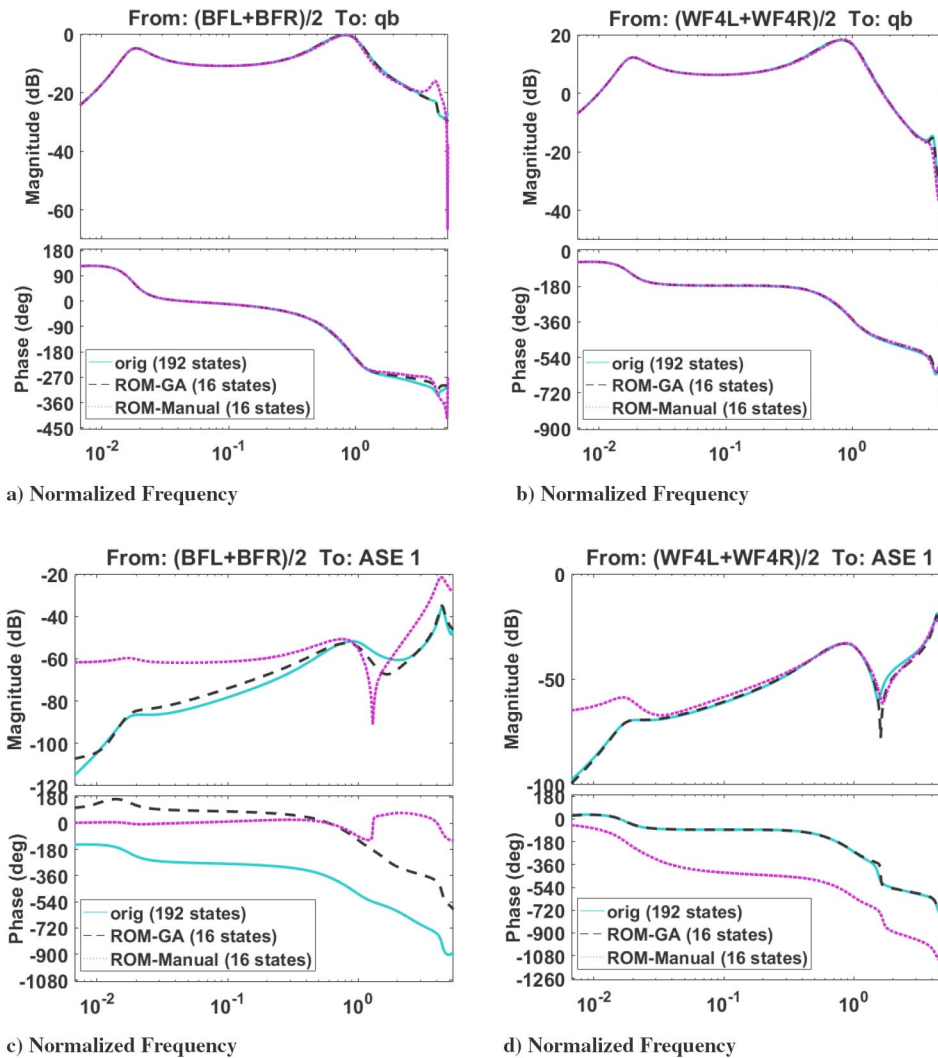 From: (BFL+BFR)/2 To: qb
0
-20
-40
-60
Magnitude (dB)
180
90
0
-90
-180
-270
-360
-450
Phase (deg)
orig (192 states)
ROM-GA (16 states)
ROM-Manual (16 states)
10-2
10-1
100
a) Normalized Frequency
From: (WF4L+WF4R)/2 To: qb
20
0
-20
-40
Magnitude (dB)
0
-180
-360
-540
-720
-900
Phase (deg)
orig (192 states)
ROM-GA (16 states)
ROM-Manual (16 states)
10-2
10-1
100
b) Normalized Frequency
From: (BFL+BFR)/2 To: ASE 1
-20
-40
-60
-80
-100
-120
Magnitude (dB)
180
0
-180
-360
-540
-720
-900
-1080
Phase (deg)
orig (192 states)
ROM-GA (16 states)
ROM-Manual (16 states)
10-2
10-1
100
c) Normalized Frequency
From: (WF4L+WF4R)/2 To: ASE 1
0
-50
-100
Magnitude (dB)
180
0
-180
-360
-540
-720
-900
-1080
-1260
Phase (deg)
orig (192 states)
ROM-GA (16 states)
ROM-Manual (16 states)
10-2
10-1
100
d) Normalized Frequency